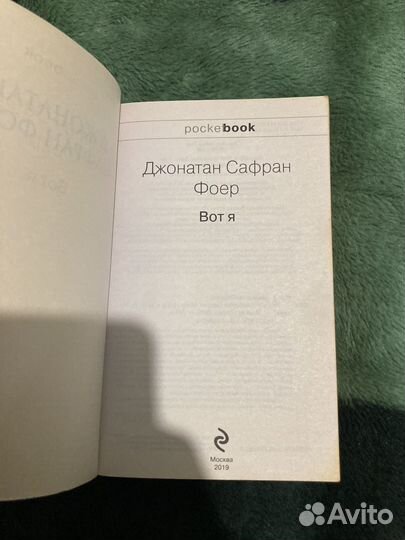 pocketbook
Джонатан Сафран
Фоер
Вот я
Москва
2019
Avito